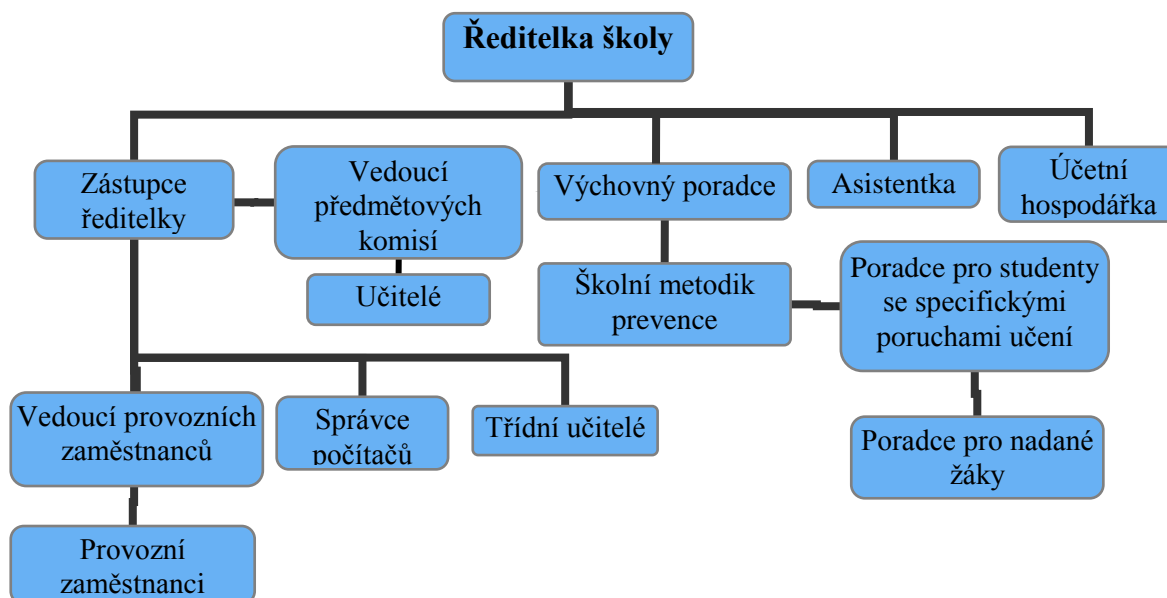 Ředitelka školy
Zástupce
ředitelky
Vedoucí
předmětových
komisí
Učitelé
Výchovný poradce
Asistentka
Účetní
hospodářka
Školní metodik
prevence
Poradce pro studenty
se specifickými
poruchami učení
Poradce pro nadané
žáky
Vedoucí provozních
zaměstnanců
Správce
počítačů
Třídní učitelé
Provozní
zaměstnanci